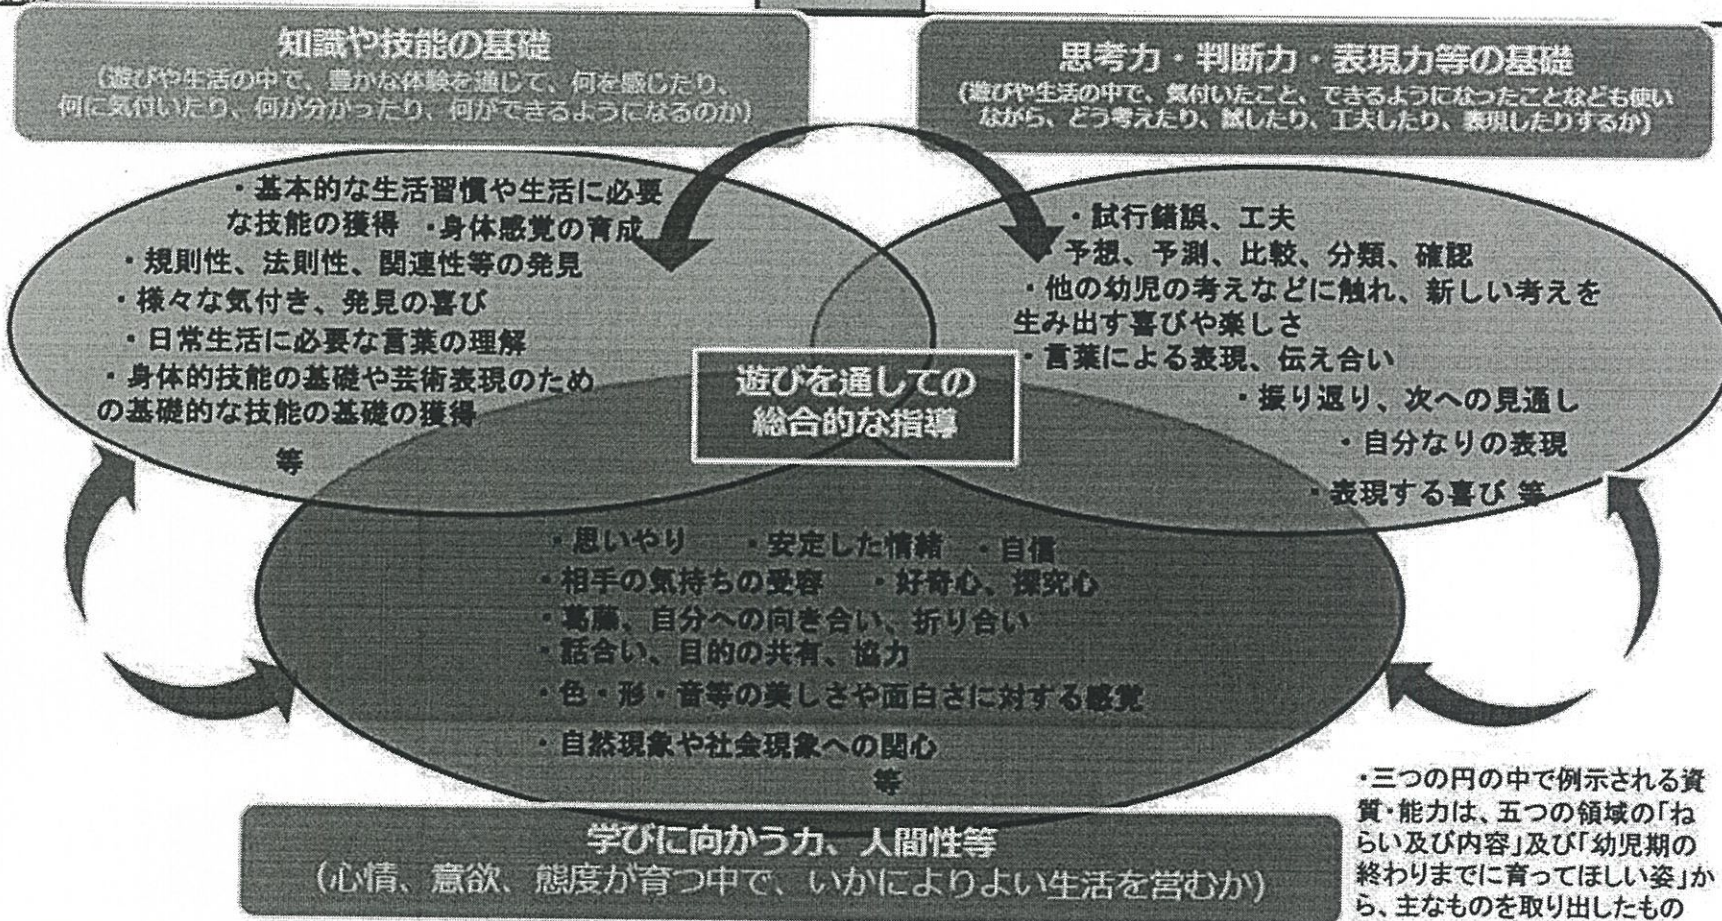 知識や技能の基礎
(遊びや生活の中で、豊かな体験を通じて、何を感じたり、
何に気付いたり、何が分かったり、何ができるようになるのか)
思考力・判断力・表現力等の基礎
(遊びや生活の中で、気付いたこと、できるようになったことなども使い
ながら、どう考えたり、試したり、工夫したり、表現したりするか)
・基本的な生活習慣や生活に必要
な技能の獲得 ・身体感覚の育成
・規則性、法則性、関連性等の発見
・様々な気付き、発見の喜び
・日常生活に必要な言葉の理解
・身体的技能の基礎や芸術表現のため
の基礎的な技能の基礎の獲得
等
・試行錯誤、工夫
・予想、予測、比較、分類、確認
・他の幼児の考えなどに触れ、新しい考えを
生み出す喜びや楽しさ
・言葉による表現、伝え合い
・振り返り、次への見通し
・自分なりの表現
・表現する喜び 等
遊びを通しての
総合的な指導
・思いやり ・安定した情緒 ・自信
・相手の気持ちの受容 ・好奇心、探究心
・葛藤、自分への向き合い、折り合い
・話合い、目的の共有、協力
・色・形・音等の美しさや面白さに対する感覚
・自然現象や社会現象への関心
等
学びに向かう力、人間性等
(心情、意欲、態度が育つ中で、いかによりよい生活を営むか)
・三つの円の中で例示される資
質・能力は、五つの領域の「ね
らい及び内容」及び「幼児期の
終わりまでに育ってほしい姿」か
ら、主なものを取り出したもの